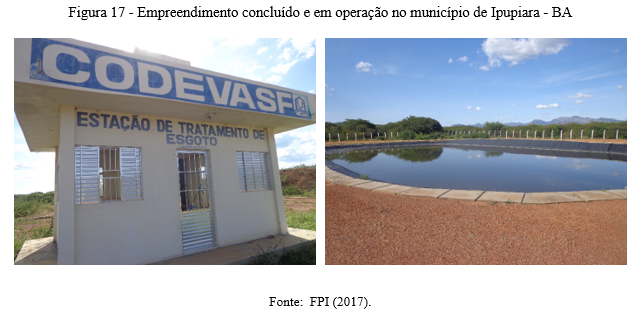 Figura 17 - Empreendimento concluído e em operação no município de Ipupiara - BA
CODEVASF
ESTAÇÃO DE TRATAMENTO DE
ESGOTO
Fonte: FPI (2017).